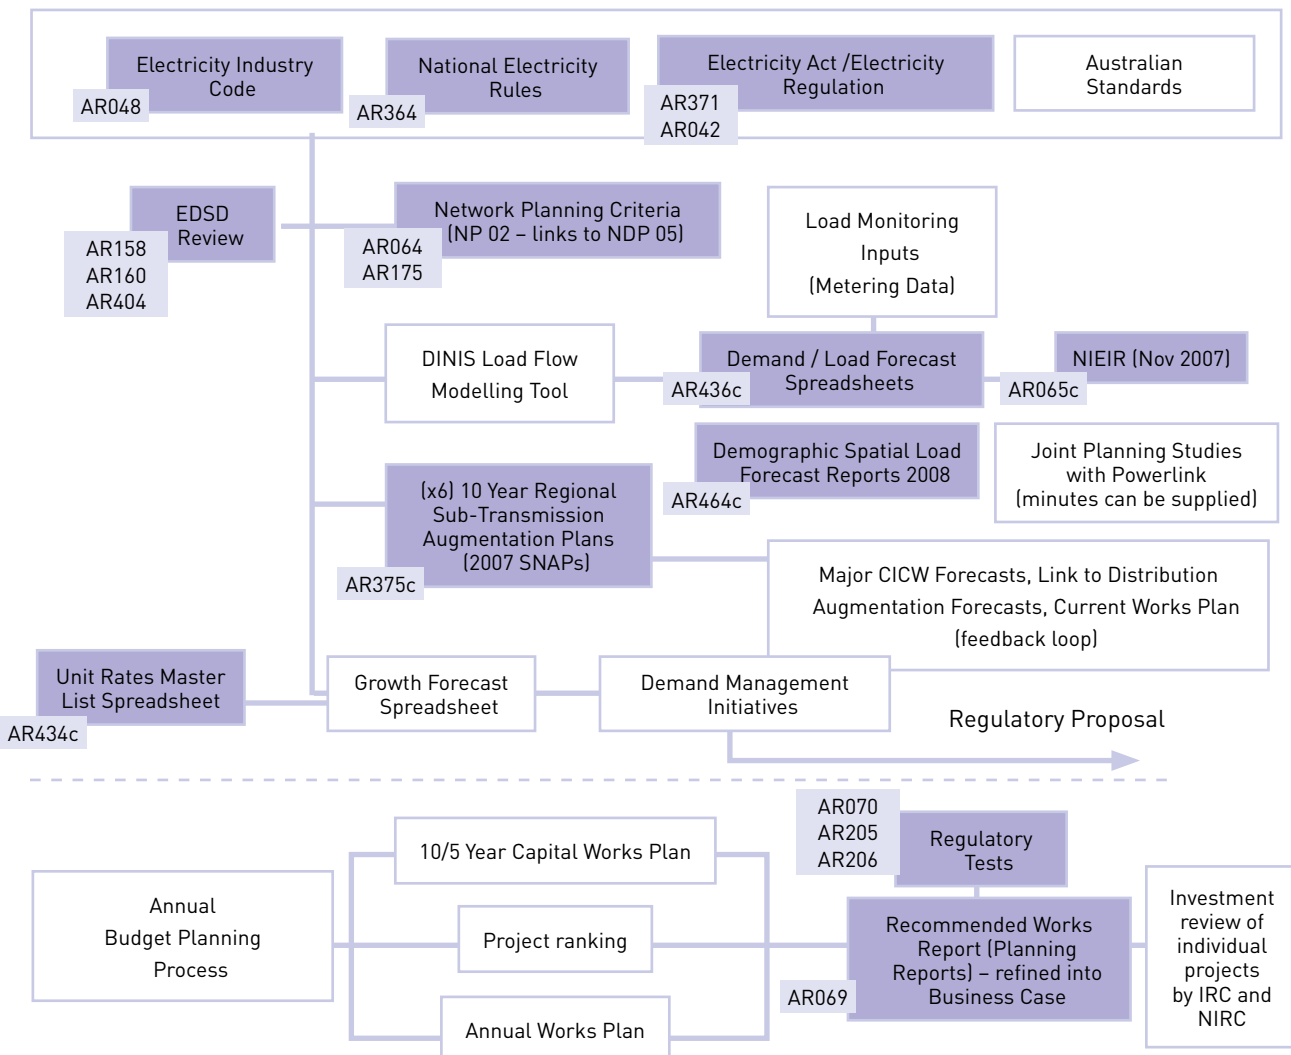 Electricity Industry
Code
AR048
National Electricity
Rules
AR364
Electricity Act /Electricity
Regulation
AR371
AR042
Australian
Standards
EDSD
Review
AR158
AR160
AR404
Network Planning Criteria
(NP 02 – links to NDP 05)
AR064
AR175
Load Monitoring
Inputs
(Metering Data)
DINIS Load Flow
Modelling Tool
Demand / Load Forecast
Spreadsheets
AR436c
NIEIR (Nov 2007)
AR065c
Demographic Spatial Load
Forecast Reports 2008
AR464c
Joint Planning Studies
with Powerlink
(minutes can be supplied)
(x6) 10 Year Regional
Sub-Transmission
Augmentation Plans
(2007 SNAPs)
AR375c
Major CICW Forecasts, Link to Distribution
Augmentation Forecasts, Current Works Plan
(feedback loop)
Unit Rates Master
List Spreadsheet
AR434c
Growth Forecast
Spreadsheet
Demand Management
Initiatives
Regulatory Proposal
Annual
Budget Planning
Process
10/5 Year Capital Works Plan
Project ranking
Annual Works Plan
AR070
AR205
AR206
Regulatory
Tests
Recommended Works
Report (Planning
Reports) – refined into
Business Case
AR069
Investment
review of
individual
projects
by IRC and
NIRC